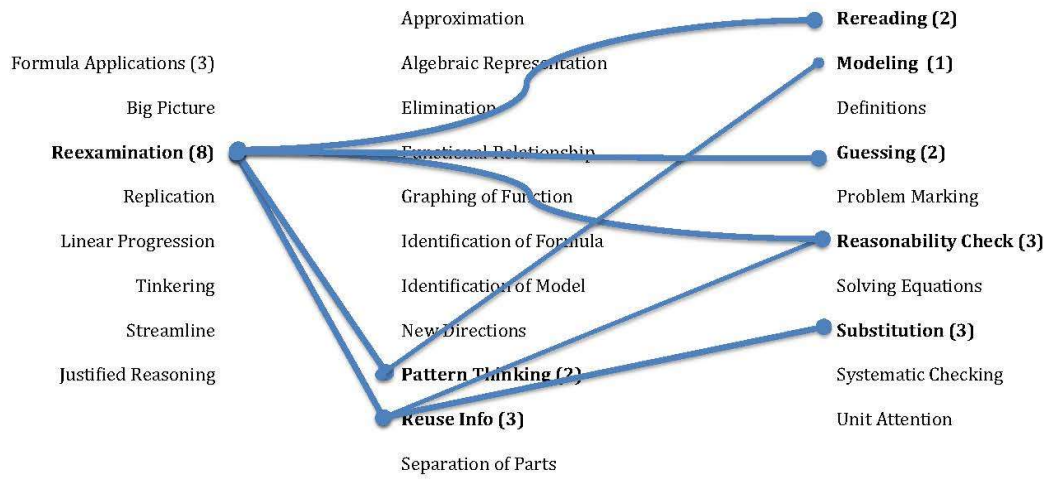 Formula Applications (3)
Big Picture
Reexamination (8)
Replication
Linear Progression
Tinkering
Streamline
Justified Reasoning
Approximation
Algebraic Representation
Elimination
Functional Relationship
Graphing of Function
Identification of Formula
Identification of Model
New Directions
Pattern Thinking (2)
Reuse Info (3)
Separation of Parts
Rereading (2)
Modeling (1)
Definitions
Guessing (2)
Problem Marking
Reasonability Check (3)
Solving Equations
Substitution (3)
Systematic Checking
Unit Attention